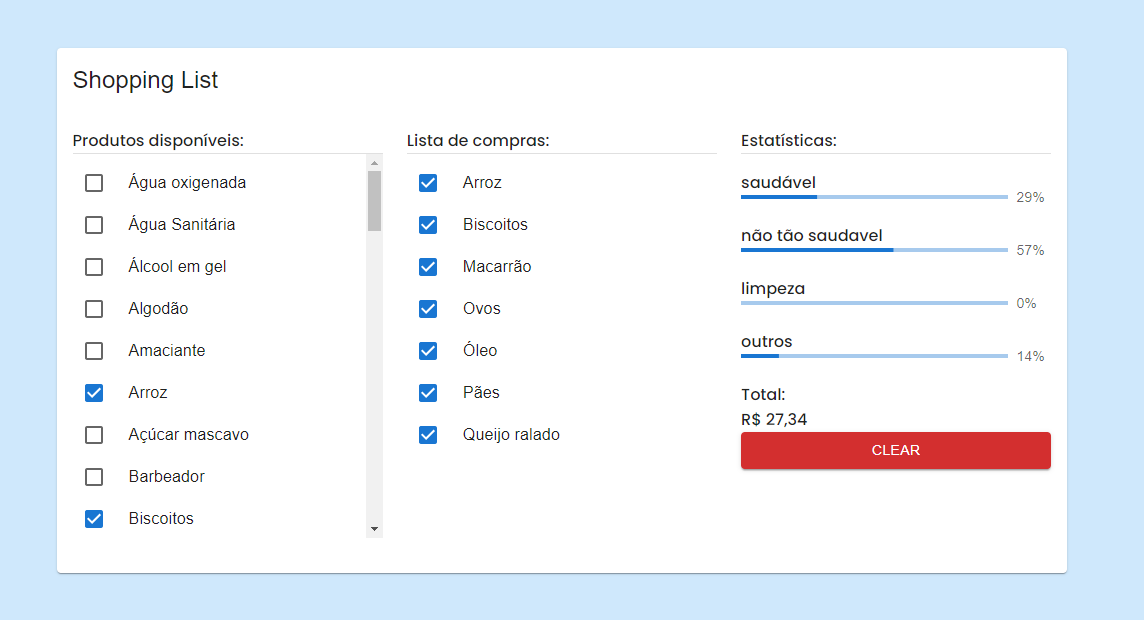 Shopping List
Produtos disponíveis:
Água oxigenada
Água Sanitária
Álcool em gel
Algodão
Amaciante
Arroz
Açúcar mascavo
Barbeador
Biscoitos
Lista de compras:
Arroz
Biscoitos
Macarrão
Ovos
Óleo
Pães
Queijo ralado
Estatísticas:
saudável
29%
não tão saudavel
57%
limpeza
0%
outros
14%
Total:
R$ 27,34
CLEAR